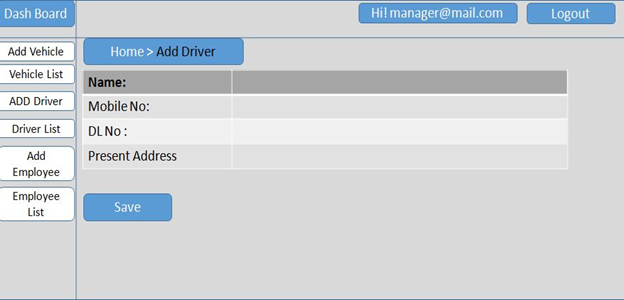 Dash Board
Hi! manager@mail.com
Logout
Add Vehicle
Vehicle List
ADD Driver
Driver List
Add
Employee
Employee
List
Home > Add Driver
Name:
Mobile No:
DL No :
Present Address
Save